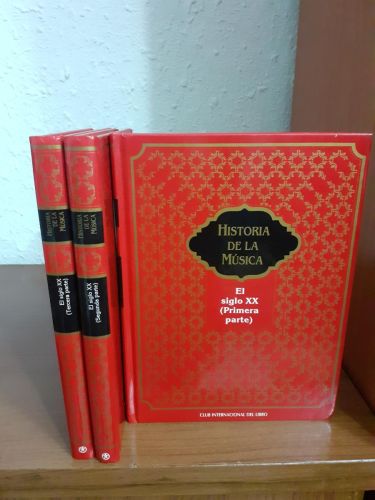 HISTORIA
DE LA
MÚSICA
El siglo XX
(Tercera parte)
HISTORIA
DE LA
MÚSICA
El siglo XX
(Segunda parte)
HISTORIA
DE LA
MÚSICA
El
siglo XX
(Primera
parte)
CLUB INTERNACIONAL DEL LIBRO